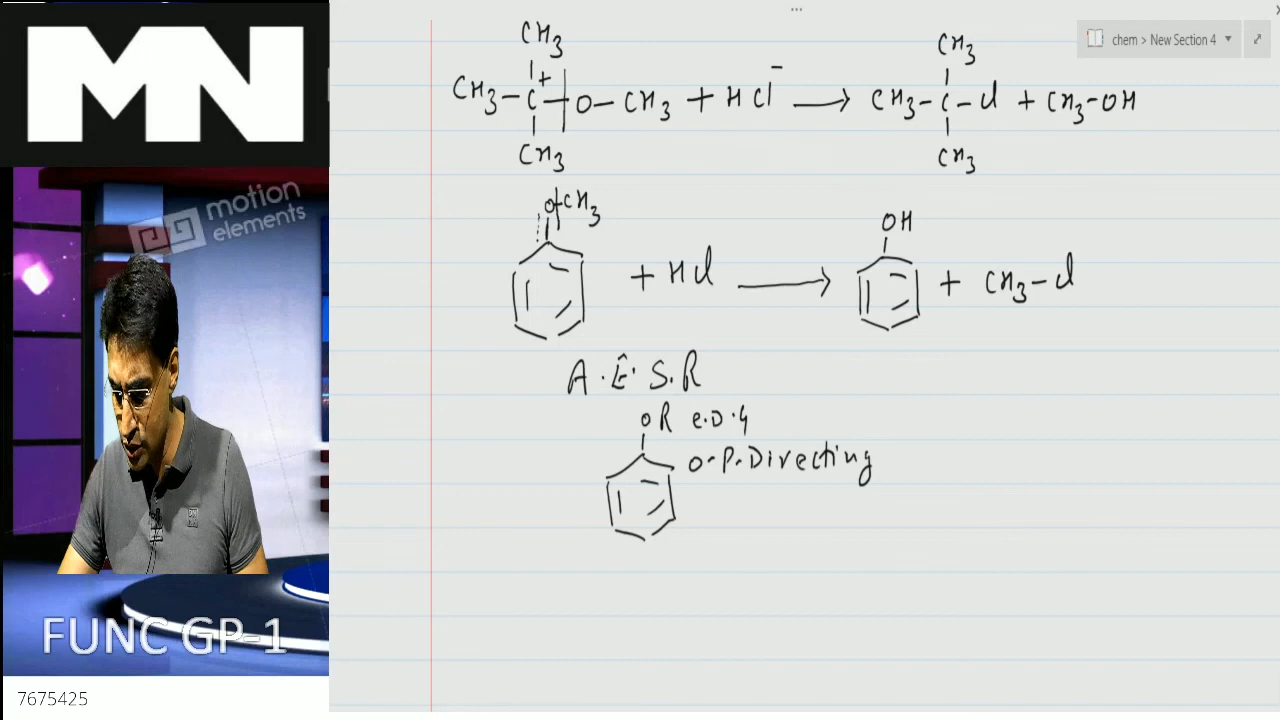 MN
motion
elements
FUNC GP-1
7675425
chem > New Section 4
CH3
CH3-C-O-CH3 + HCl → CH3-C-Cl + CH3-OH
+
-
CH3
CH3
CH3
OCH3
+ HCl → + CH3-Cl
OH
A.E.S.R
OR e.D.G
O-P-Directing